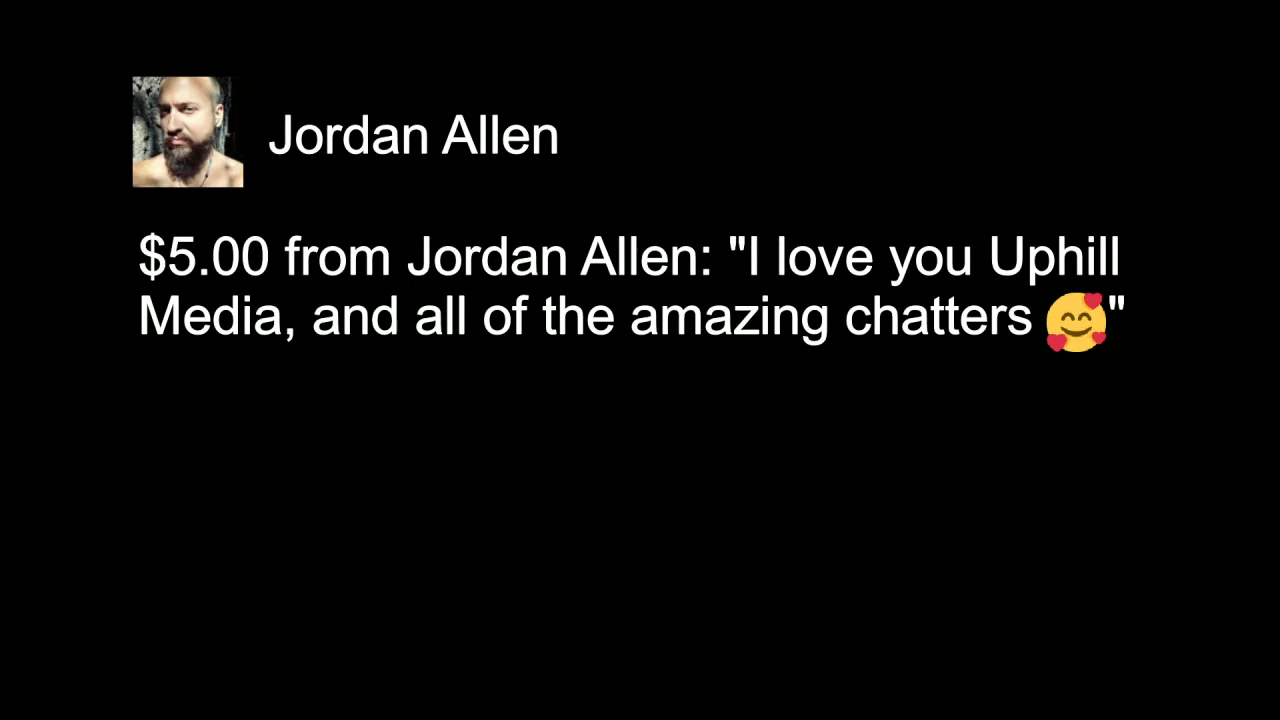 Jordan Allen
$5.00 from Jordan Allen: "I love you Uphill
Media, and all of the amazing chatters 🥰"